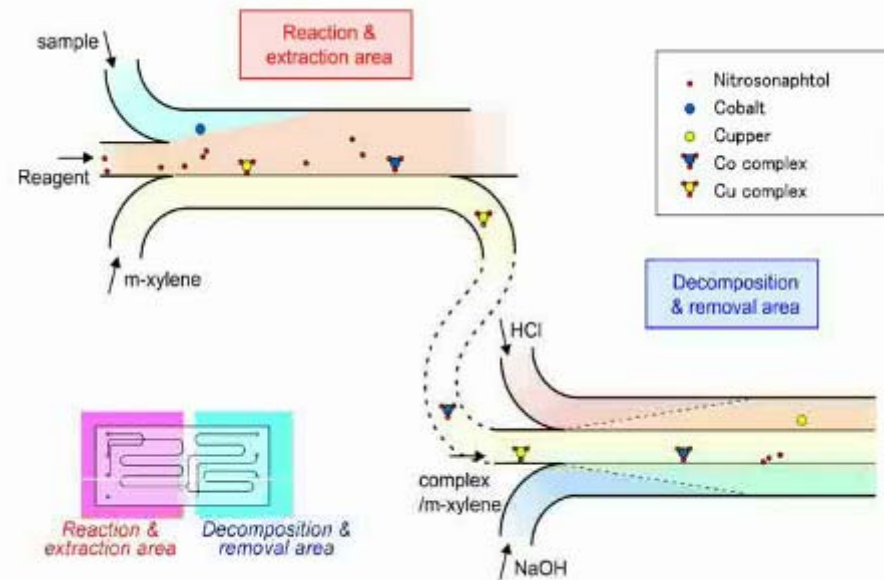 sample
Reaction &
extraction area
Nitrosonaphtol
Cobalt
Cupper
Co complex
Cu complex
Reagent
m-xylene
Decomposition
& removal area
HCl
complex
/m-xylene
NaOH
Reaction &
extraction area
Decomposition &
removal area